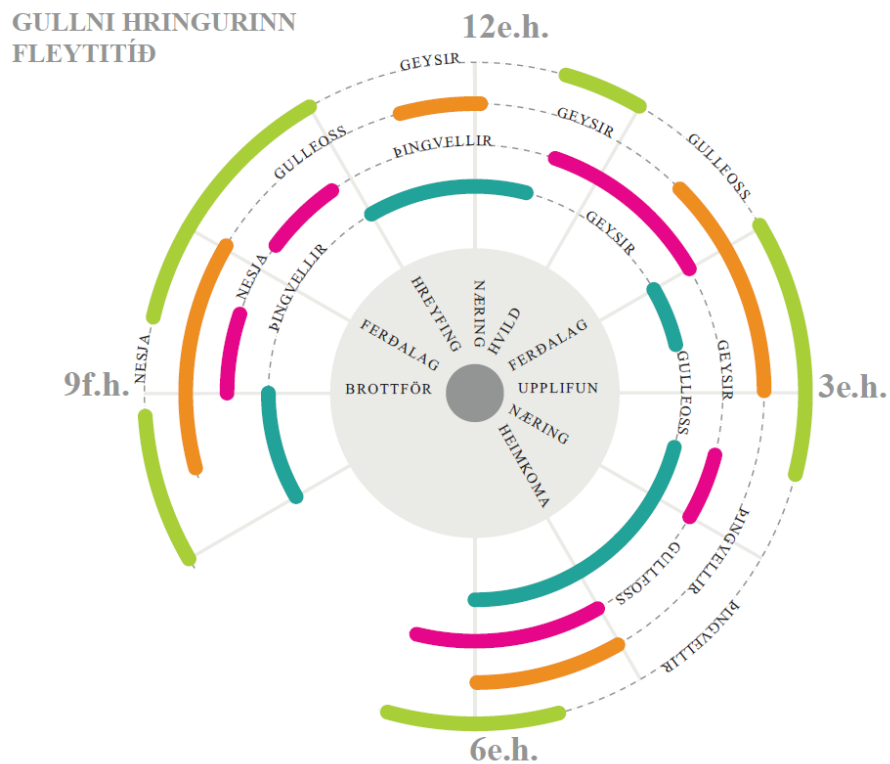 GULLNI HRINGURINN
FLEYTITÍÐ
12e.h.
GEYSIR
GEYSIR
GULLFOSS
GULLFOSS
ÞINGVELLIR
GEYSIR
NESJA
ÞINGVELLIR
NESJA
9f.h.
3e.h.
HREYFING
NÆRING
HVILD
FERÐALAG
FERÐALAG
BROTTFÖR
UPPLIFUN
NÆRING
HEIMKOMA
GULLFOSS
GEYSIR
GULLFOSS
ÞINGVELLIR
ÞINGVELLIR
6e.h.